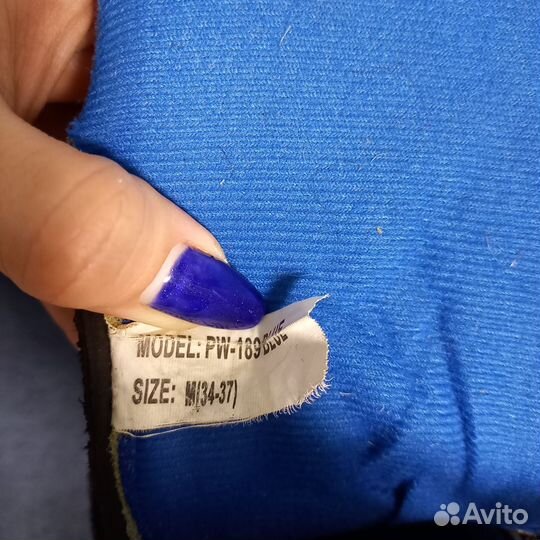 MODEL: PW-189 BLUE
SIZE: M(34-37)
Avito